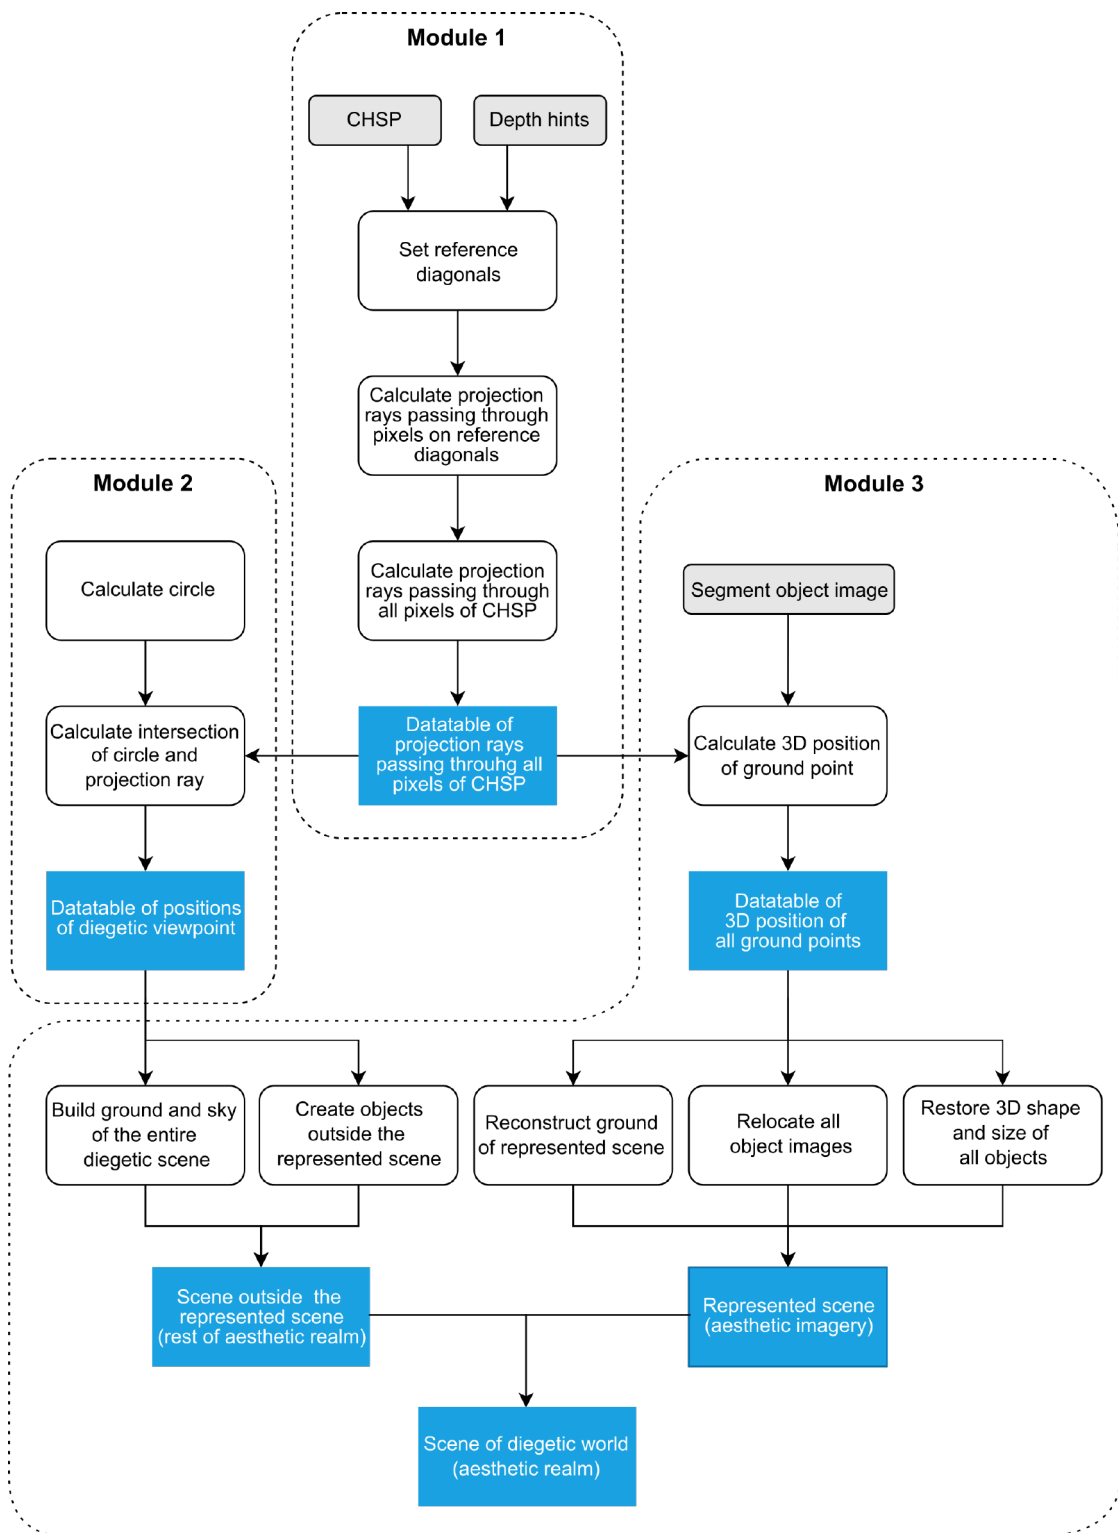 Module 1
CHSP
Depth hints
Set reference
diagonals
Calculate projection
rays passing through
pixels on reference
diagonals
Calculate projection
rays passing through
all pixels of CHSP
Datatable of
projection rays
passing throuhg all
pixels of CHSP
Module 2
Calculate circle
Calculate intersection
of circle and
projection ray
Datatable of positions
of diegetic viewpoint
Module 3
Segment object image
Calculate 3D position
of ground point
Datatable of
3D position of
all ground points
Build ground and sky
of the entire
diegetic scene
Create objects
outside the
represented scene
Reconstruct ground
of represented scene
Relocate all
object images
Restore 3D shape
and size of
all objects
Scene outside the
represented scene
(rest of aesthetic realm)
Represented scene
(aesthetic imagery)
Scene of diegetic world
(aesthetic realm)